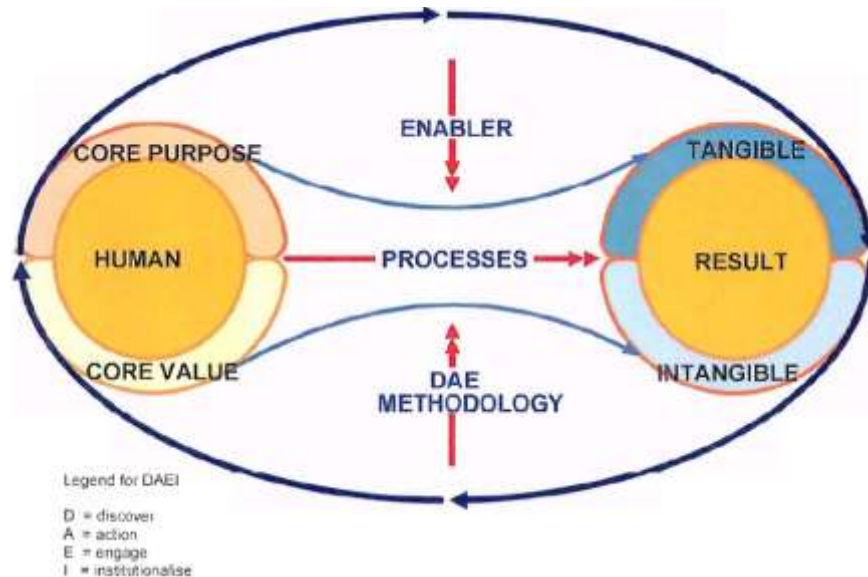 ENABLER
CORE PURPOSE
TANGIBLE
HUMAN
PROCESSES
RESULT
CORE VALUE
DAE
METHODOLOGY
INTANGIBLE
Legend for DAEI
D = discover
A = action
E = engage
I = institutionalise